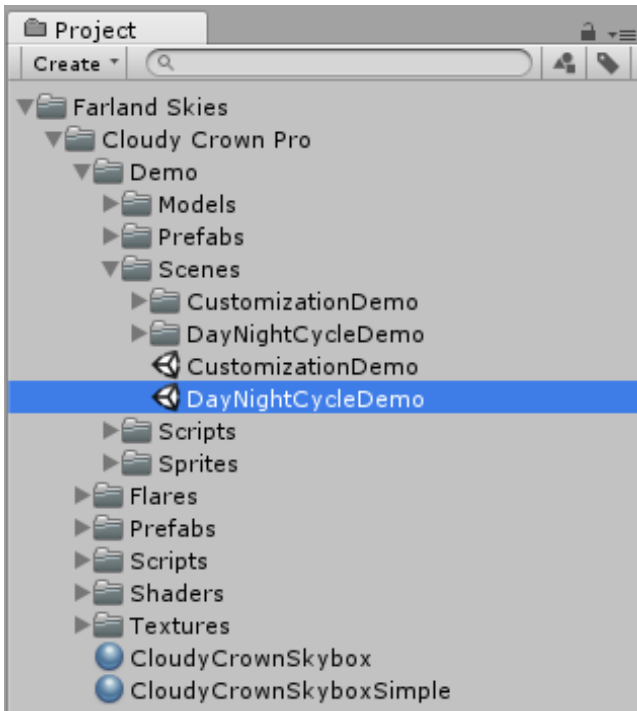 Project
Create
Farland Skies
Cloudy Crown Pro
Demo
Models
Prefabs
Scenes
CustomizationDemo
DayNightCycleDemo
CustomizationDemo
DayNightCycleDemo
Scripts
Sprites
Flares
Prefabs
Scripts
Shaders
Textures
CloudyCrownSkybox
CloudyCrownSkyboxSimple